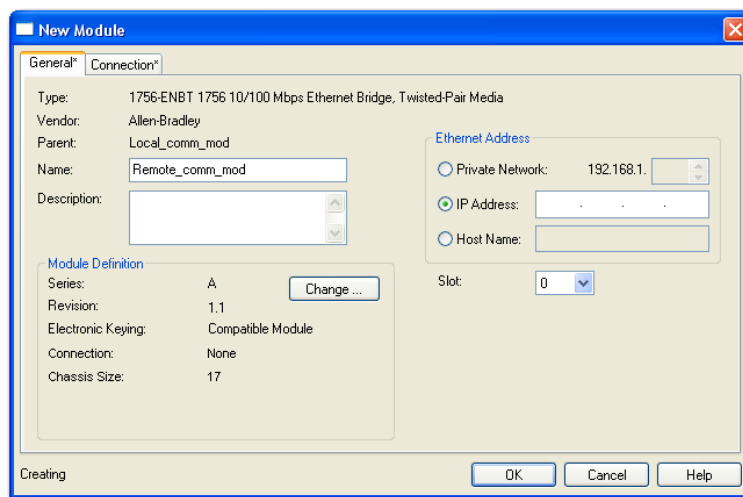 New Module
General* Connection*
Type: 1756-ENBT 1756 10/100 Mbps Ethernet Bridge, Twisted-Pair Media
Vendor: Allen-Bradley
Parent: Local_comm_mod
Name: Remote_comm_mod
Description:
Ethernet Address
Private Network: 192.168.1.
IP Address: . . .
Host Name:
Slot: 0
Module Definition
Series: A Change ...
Revision: 1.1
Electronic Keying: Compatible Module
Connection: None
Chassis Size: 17
Creating OK Cancel Help